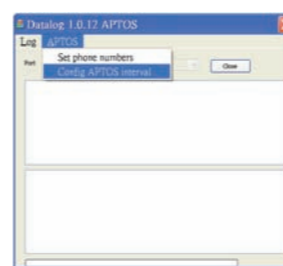 Datalog 1.0.12 APTOS
Log APTOS
Port
Set phone numbers
Config APTOS interval
Close